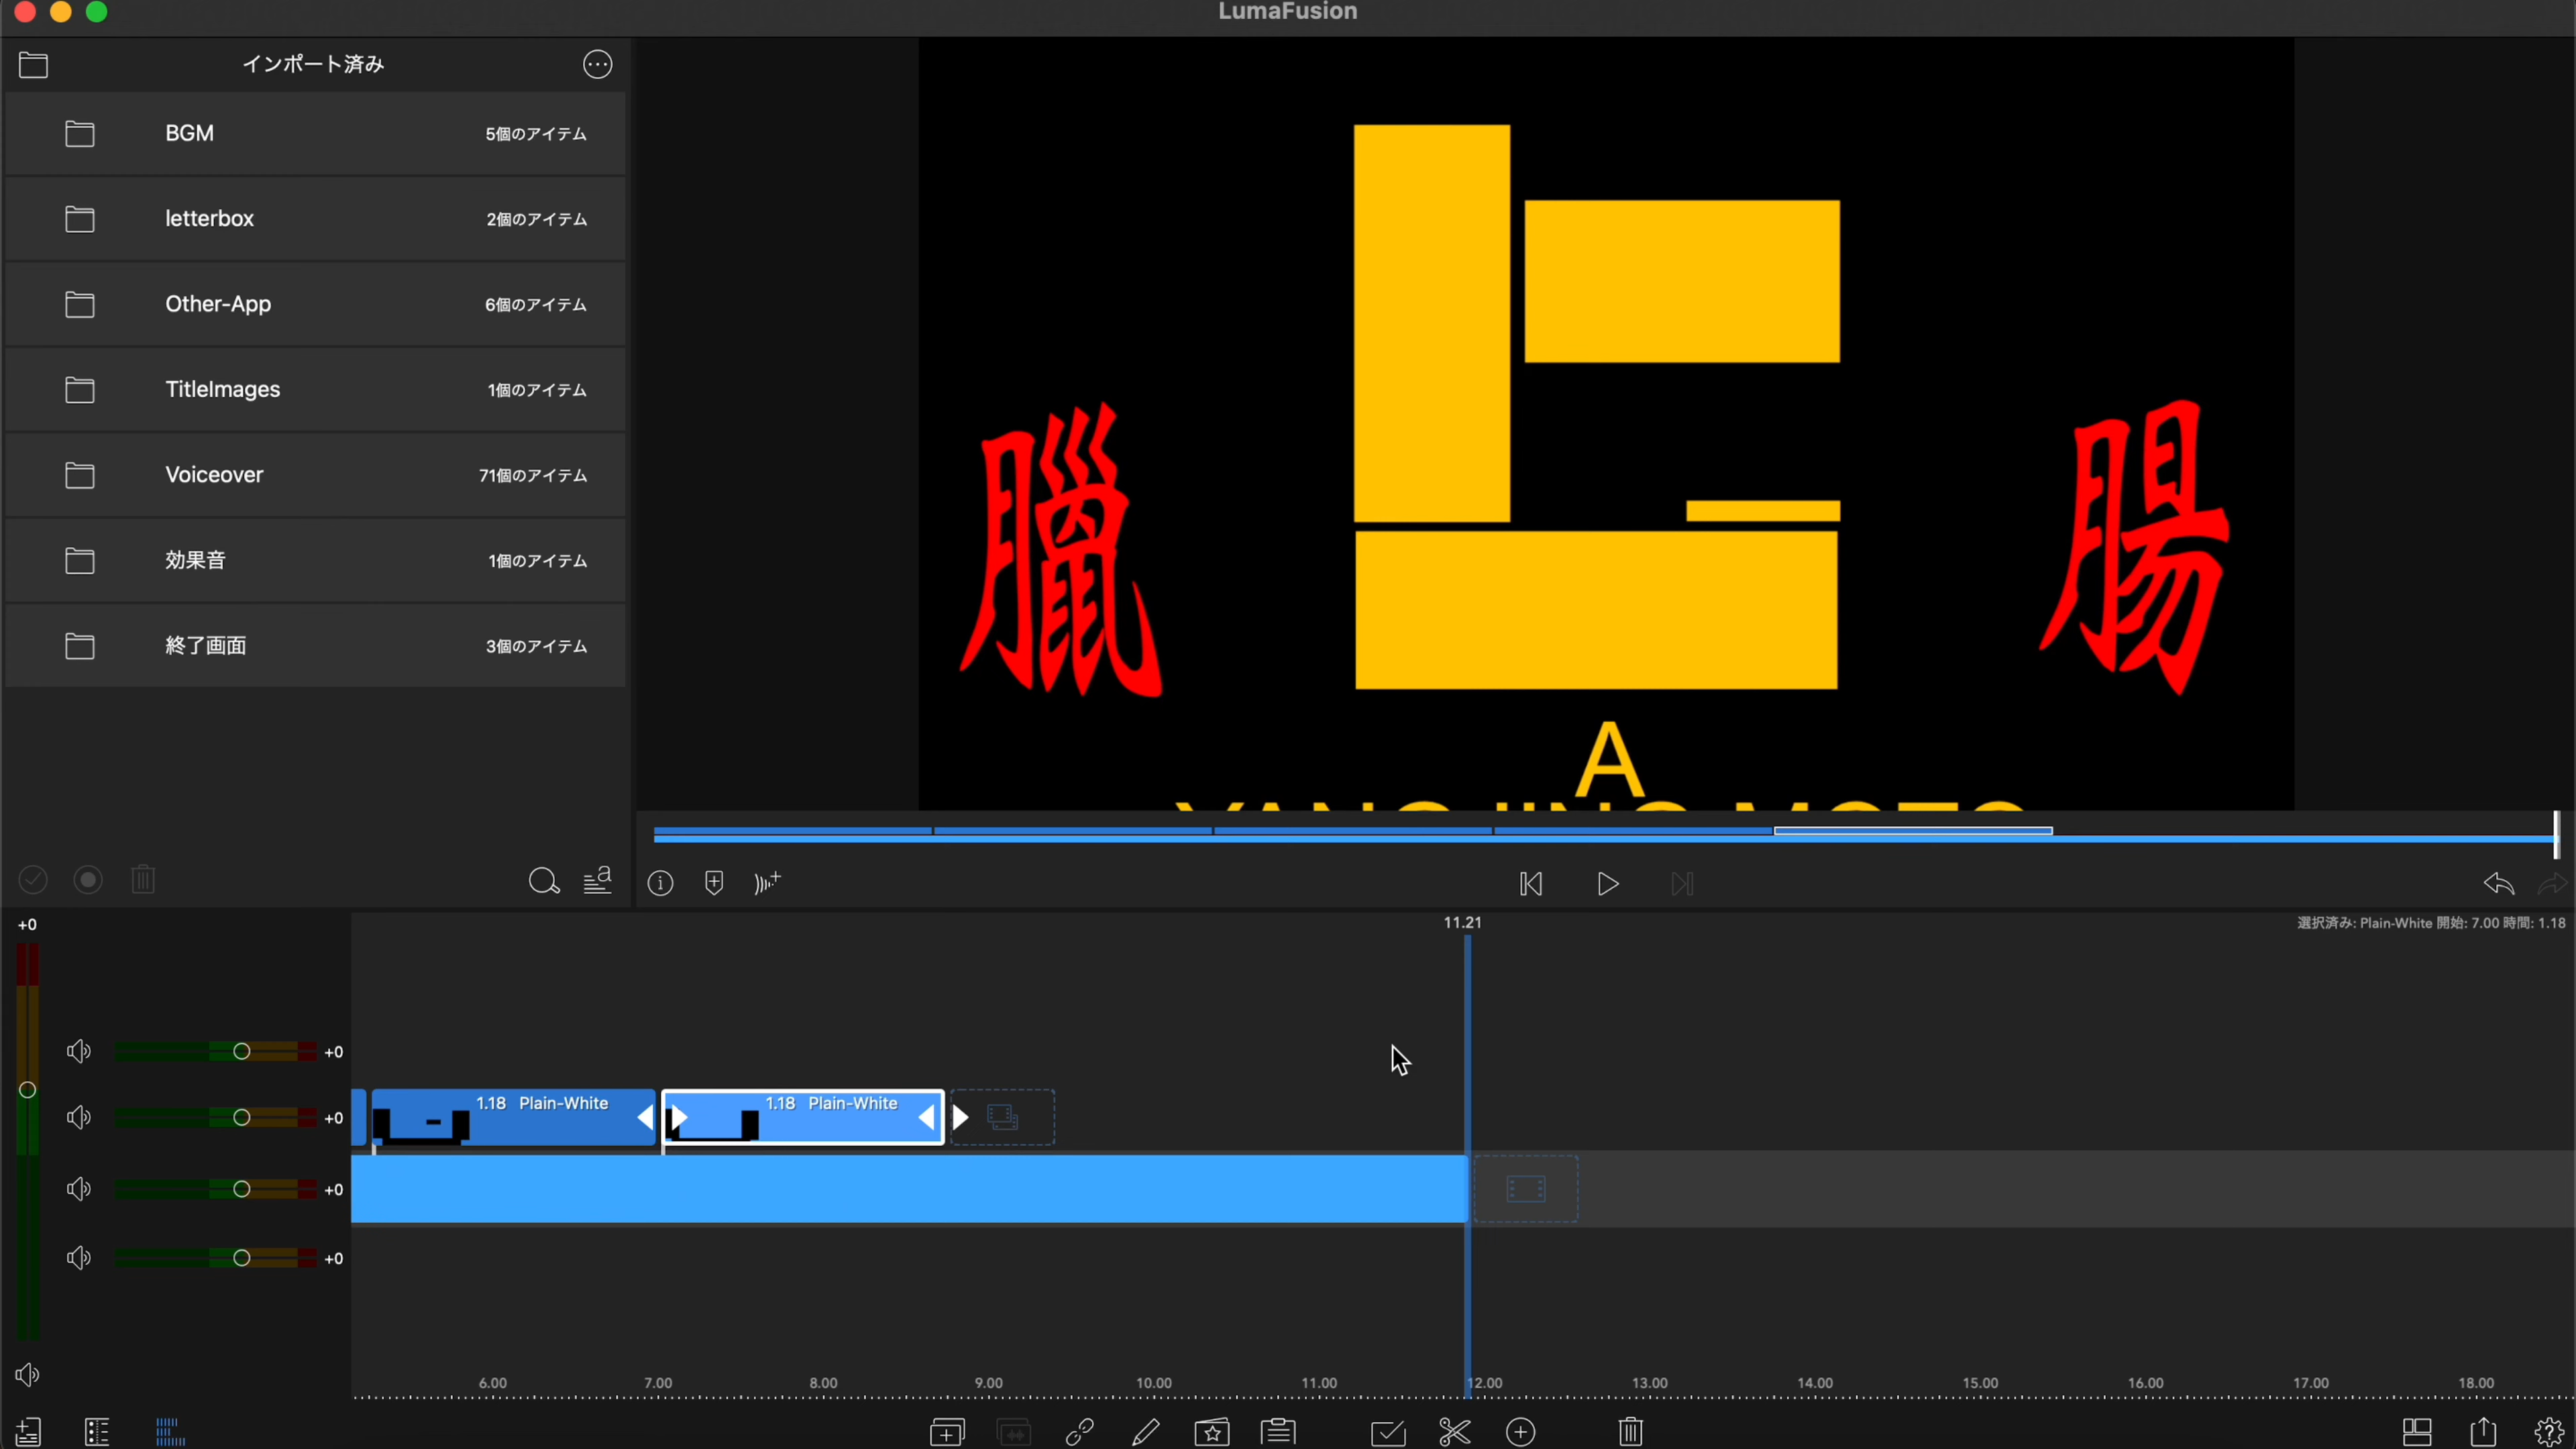 LumaFusion
インポート済み
BGM 5個のアイテム
letterbox 2個のアイテム
Other-App 6個のアイテム
TitleImages 1個のアイテム
Voiceover 71個のアイテム
効果音 1個のアイテム
終了画面 3個のアイテム
臘 腸
A
+0
11.21
選択済み: Plain-White 開始: 7.00 時間: 1.18
+0
+0
1.18 Plain-White
1.18 Plain-White
+0
+0
6.00 7.00 8.00 9.00 10.00 11.00 12.00 13.00 14.00 15.00 16.00 17.00 18.00